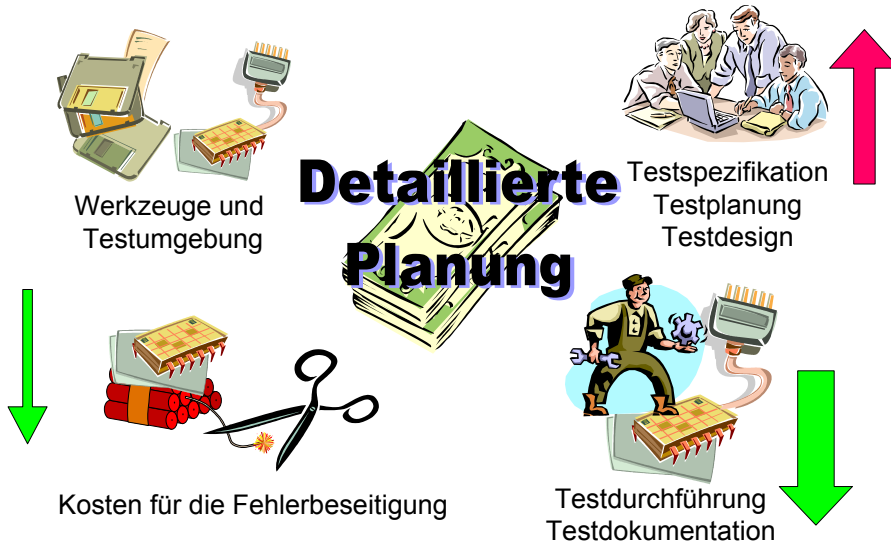 Detaillierte
Planung
Werkzeuge und
Testumgebung
Testspezifikation
Testplanung
Testdesign
Kosten für die Fehlerbeseitigung
Testdurchführung
Testdokumentation